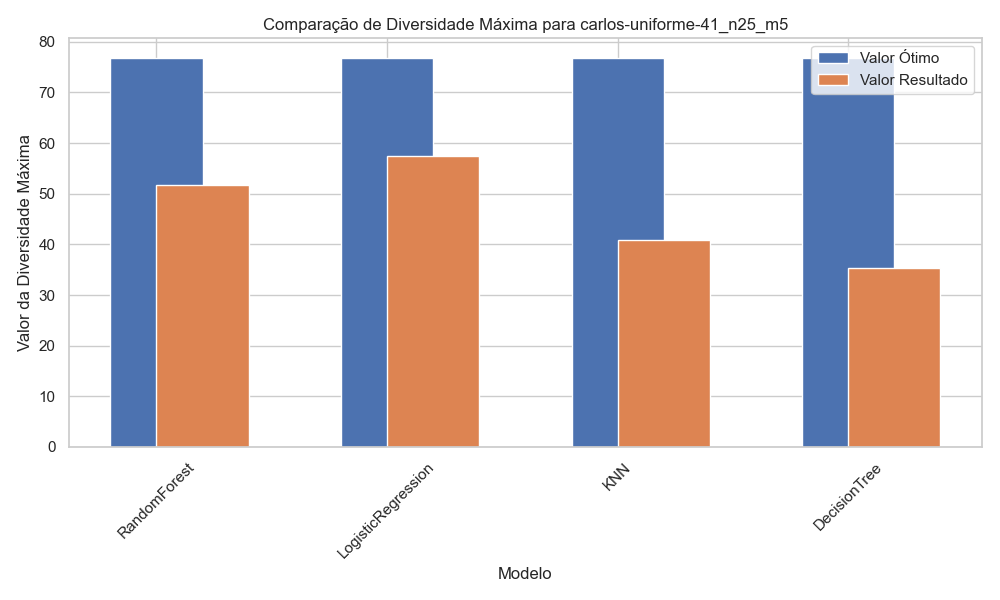 Comparação de Diversidade Máxima para carlos-uniforme-41_n25_m5
Valor Ótimo
Valor Resultado
Valor da Diversidade Máxima
80
70
60
50
40
30
20
10
0
RandomForest
LogisticRegression
KNN
DecisionTree
Modelo